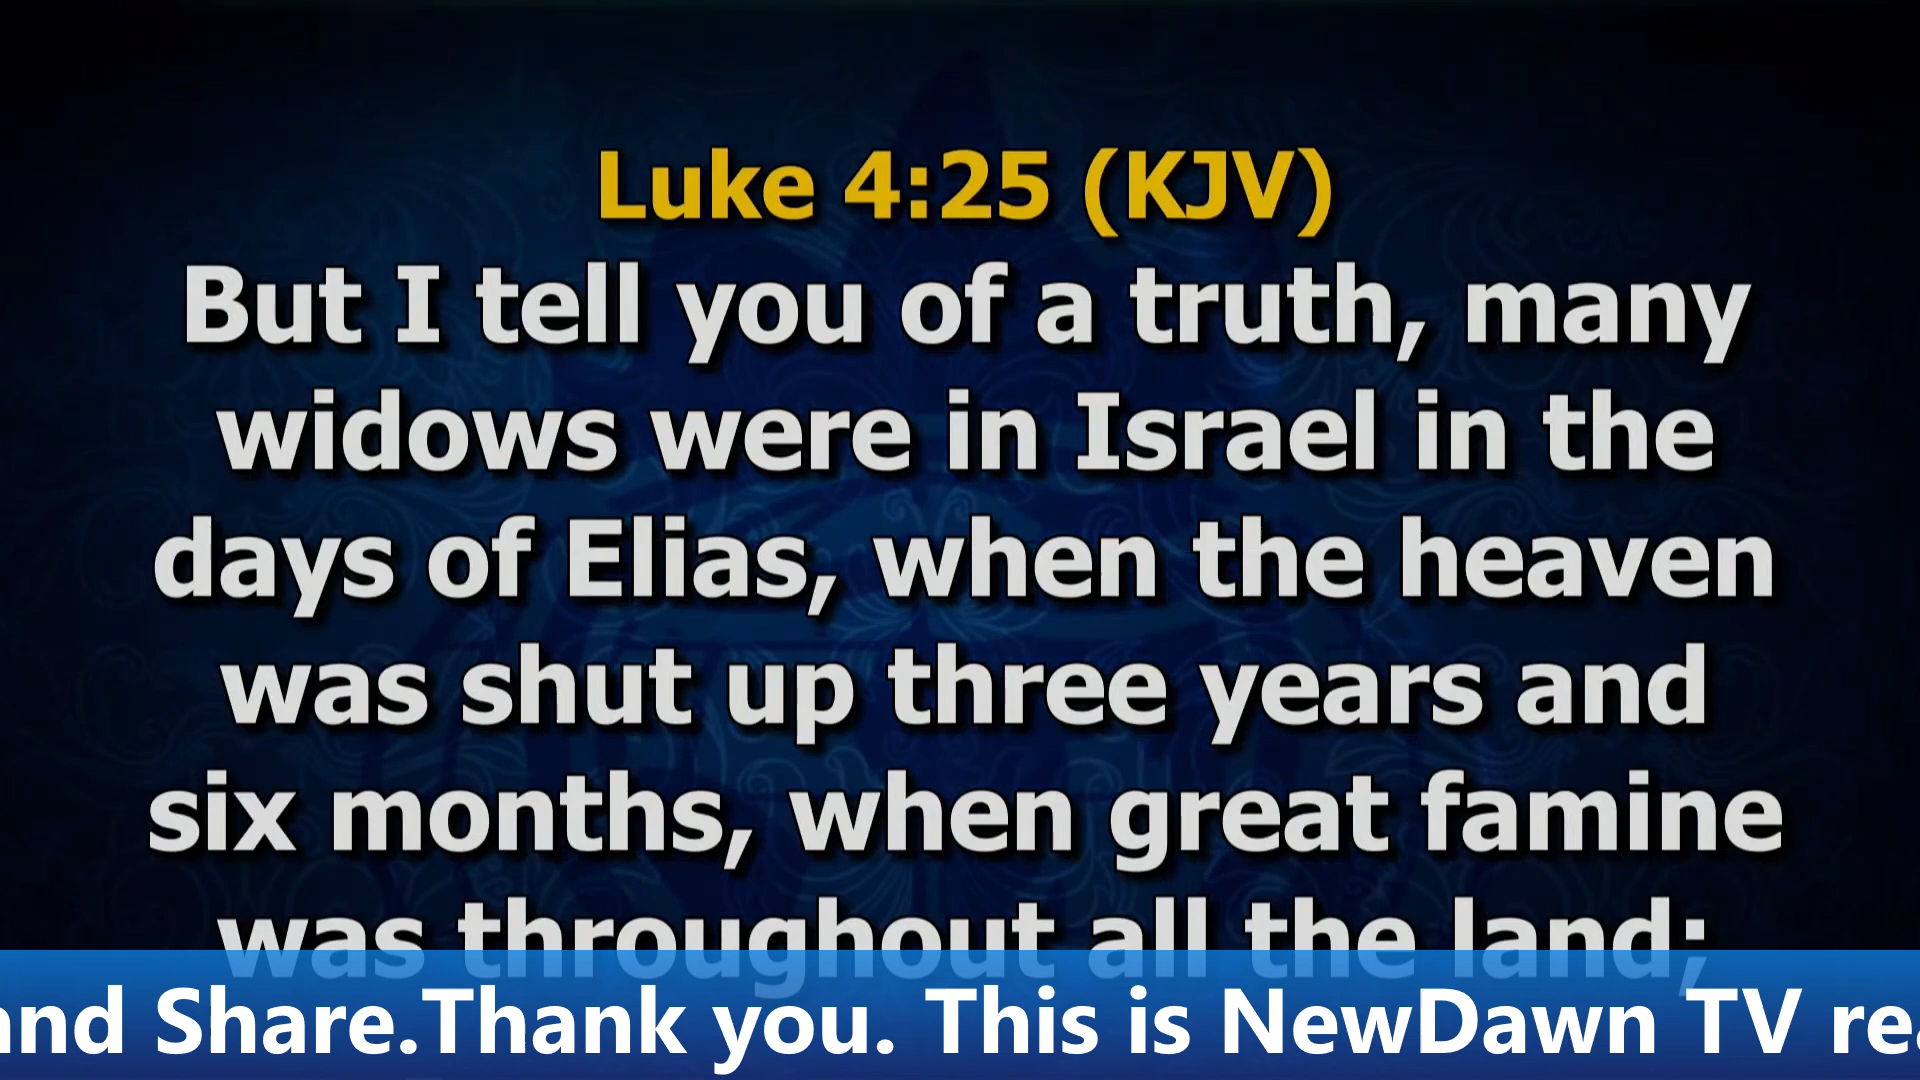 Luke 4:25 (KJV)
But I tell you of a truth, many
widows were in Israel in the
days of Elias, when the heaven
was shut up three years and
six months, when great famine
was throughout all the land;
and Share.Thank you. This is NewDawn TV rea